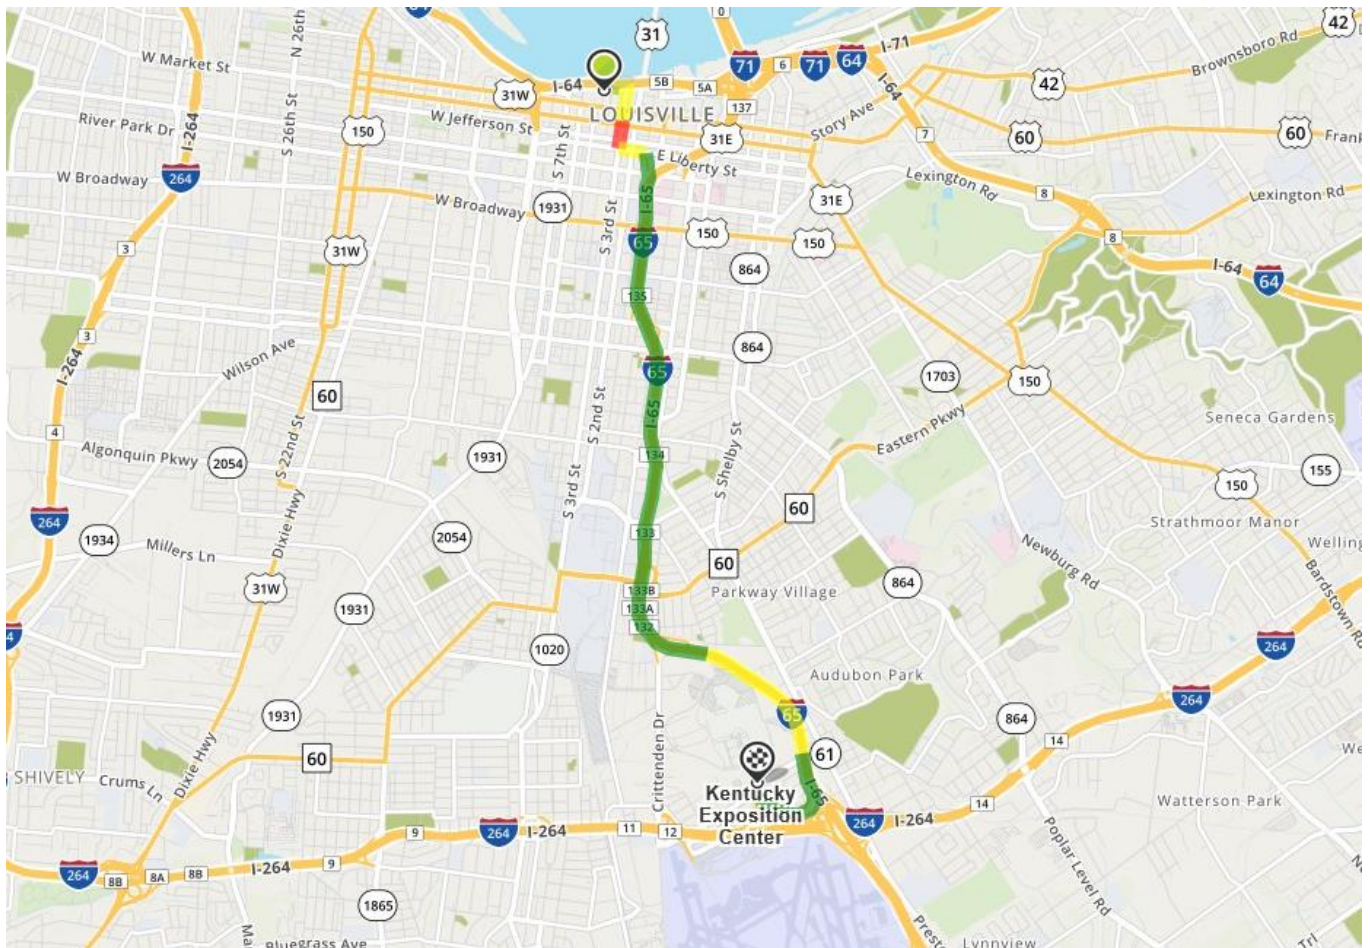 0
31
42
Brownsboro Rd
N 26th
W Market St
I-71
71
6
71
64
I-64
5B
5A
31W
I-64
42
137
LOUISVILLE
River Park Dr
I-264
S 26th St
150
W Jefferson St
S 7th St
31E
Story Ave
7
60
60
Frank
E Liberty St
W Broadway
264
Lexington Rd
8
Lexington Rd
W Broadway
1931
S 3rd St
I-65
31E
3
31W
65
150
150
8
I-64
64
864
135
3
Wilson Ave
864
I-264
65
60
1703
150
Seneca Gardens
4
S 22nd St
S 2nd St
I-65
Eastern Pkwy
Algonquin Pkwy
2054
1931
134
S Shelby St
155
150
S 3rd St
264
Dixie Hwy
60
Strathmoor Manor
1934
Millers Ln
2054
133
Newburg Rd
Welling
31W
60
864
133B
Parkway Village
Bardstown Rd
1931
133A
132
4
1020
264
Audubon Park
264
1931
65
864
Crittenden Dr
Dixie Hwy
60
61
14
SHIVELY
Crums Ln
We
Kentucky
Exposition
Center
I-65
14
Watterson Park
9
264
I-264
11
12
264
I-264
9
I-264
264
8B
8A
8B
Poplar Level Rd
1865
Ma
Bluegrass Ave
Prest
Lynnview
Trl